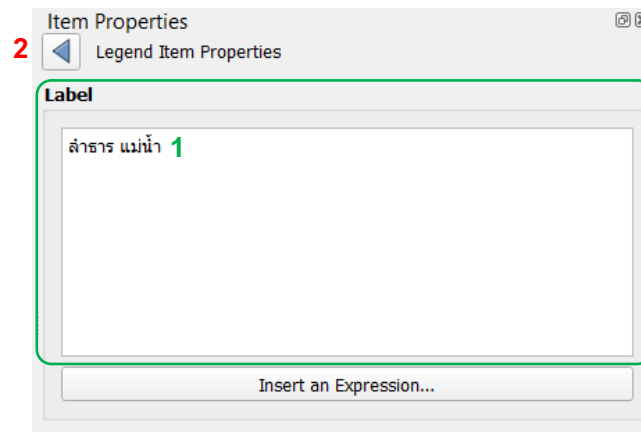 Item Properties
2 Legend Item Properties
Label
ลำธาร แม่น้ำ 1
Insert an Expression...